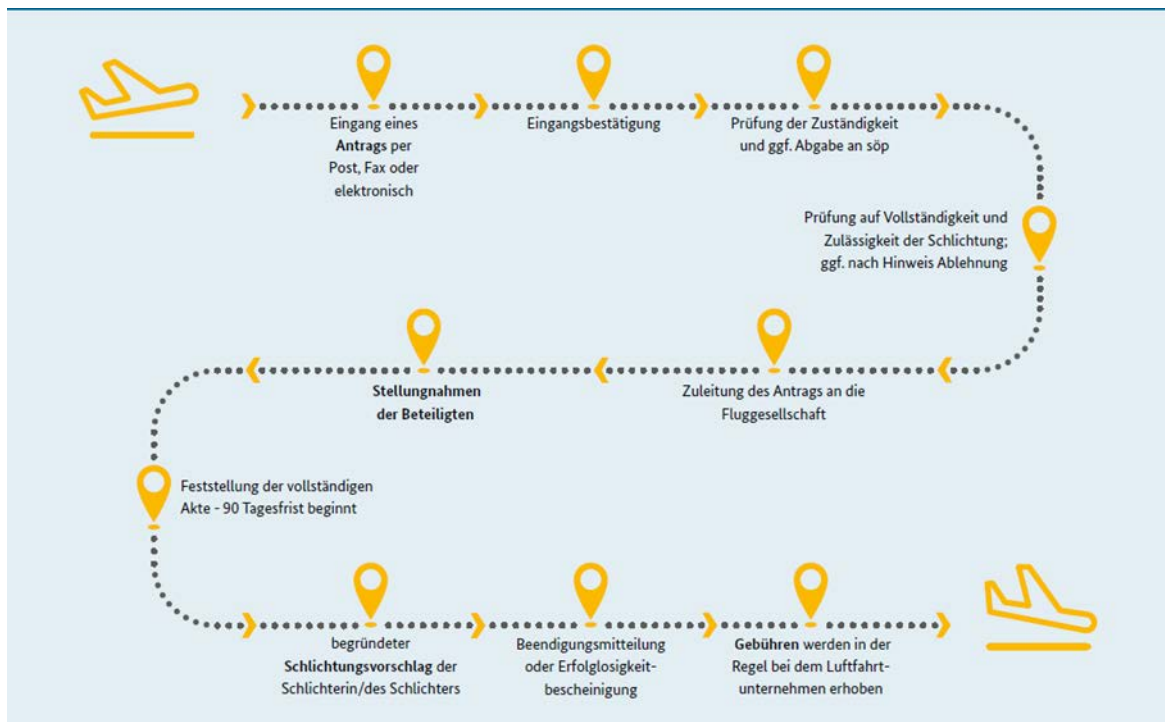 Eingang eines
Antrags per
Post, Fax oder
elektronisch
Eingangsbestätigung
Prüfung der Zuständigkeit
und ggf. Abgabe an söp
Prüfung auf Vollständigkeit und
Zulässigkeit der Schlichtung;
ggf. nach Hinweis Ablehnung
Zuleitung des Antrags an die
Fluggesellschaft
Stellungnahmen
der Beteiligten
Feststellung der vollständigen
Akte - 90 Tagesfrist beginnt
begründeter
Schlichtungsvorschlag der
Schlichterin/des Schlichters
Beendigungsmitteilung
oder Erfolglosigkeit-
bescheinigung
Gebühren werden in der
Regel bei dem Luftfahrt-
unternehmen erhoben